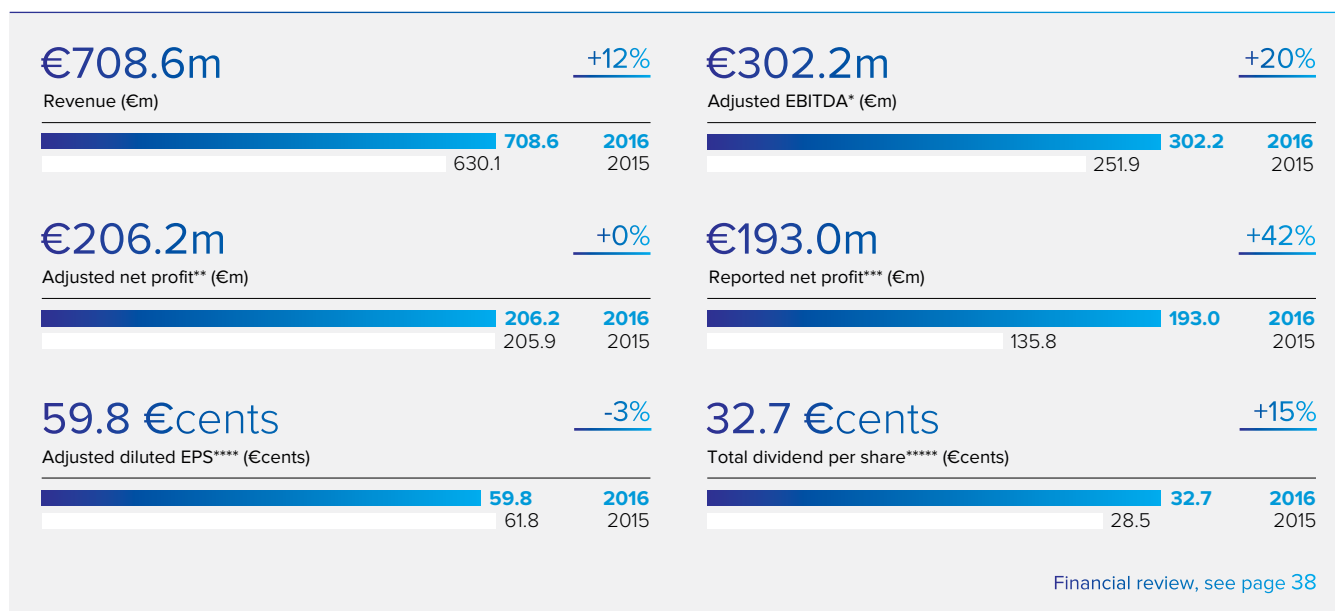 €708.6m
+12%
Revenue (€m)
708.6 2016
630.1 2015
€302.2m
+20%
Adjusted EBITDA* (€m)
302.2 2016
251.9 2015
€206.2m
+0%
Adjusted net profit** (€m)
206.2 2016
205.9 2015
€193.0m
+42%
Reported net profit*** (€m)
193.0 2016
135.8 2015
59.8 €cents
-3%
Adjusted diluted EPS**** (€cents)
59.8 2016
61.8 2015
32.7 €cents
+15%
Total dividend per share***** (€cents)
32.7 2016
28.5 2015
Financial review, see page 38